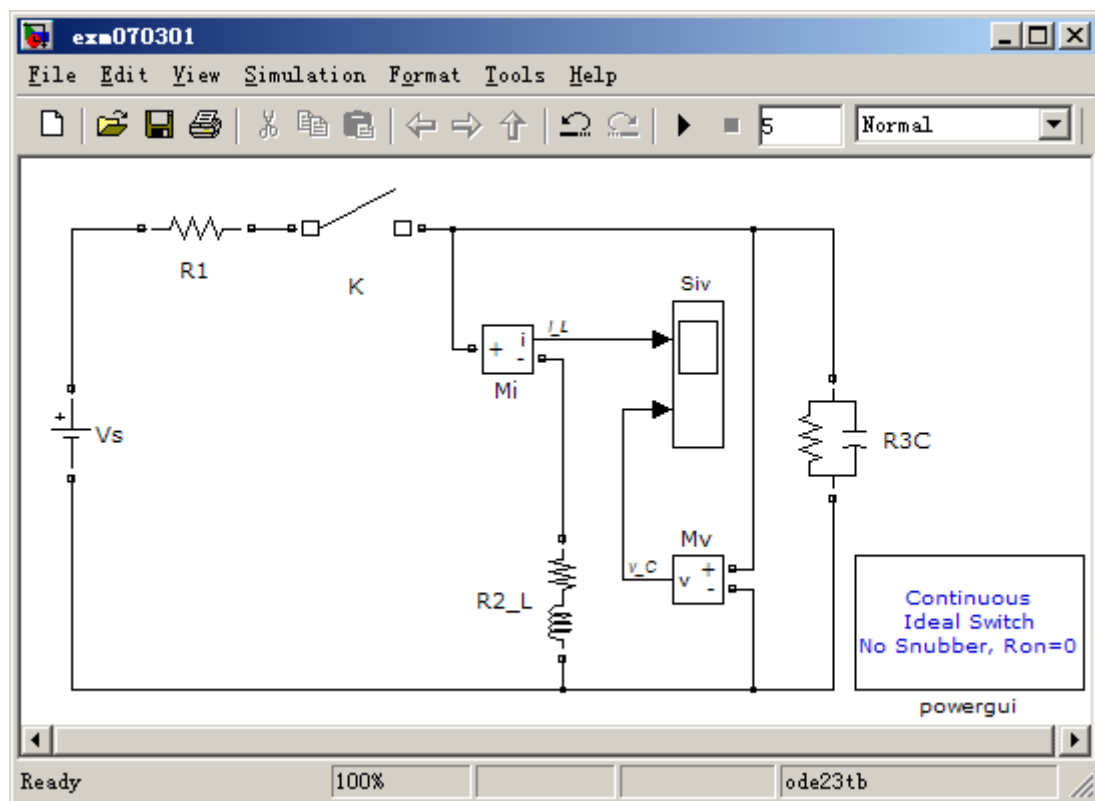 exm070301
File Edit View Simulation Format Tools Help
5 Normal
R1
K
Siv
I_L
+ i -
Mi
+
Vs
R3C
Mv
v_C
v + -
R2_L
Continuous
Ideal Switch
No Snubber, Ron=0
powergui
Ready 100% ode23tb